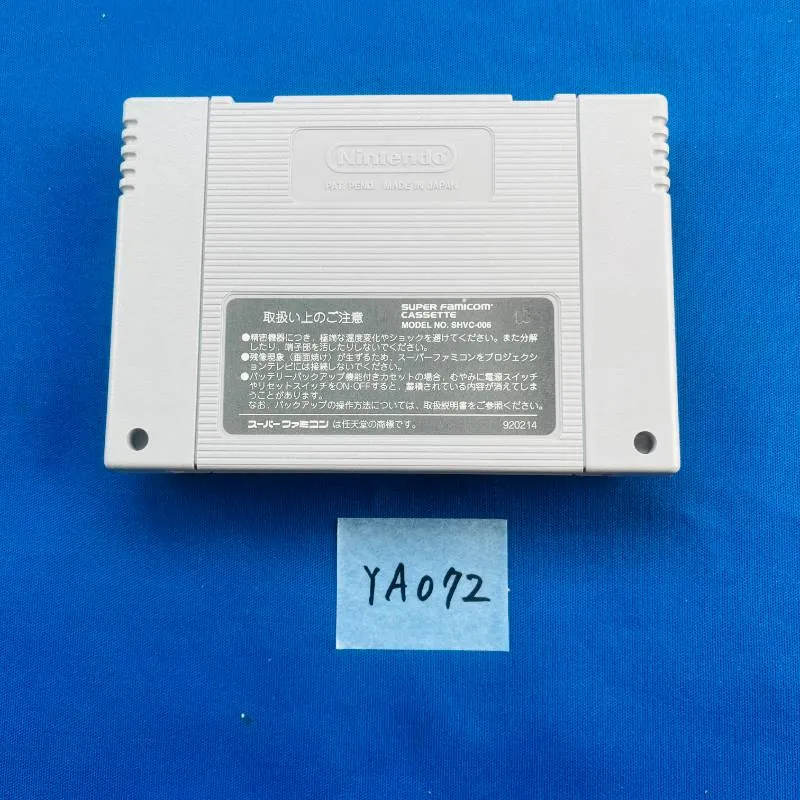 Nintendo
PAT. PEND. MADE IN JAPAN
取扱い上のご注意
SUPER FAMICOM
CASSETTE
MODEL NO. SHVC-006
●精密機器につき、極端な温度変化やショックを避けてください。また分解
したり、端子部を活したりしないでください。
●残像現象（画面焼け）が生ずるため、スーパーファミコンをプロジェクシ
ョンテレビには接続しないでください。
●バッテリーバックアップ機能付きカセットの場合、むやみに電源スイッチ
やリセットスイッチをON-OFFすると、蓄積されている内容が消えてしま
うことがあります。
なお、バックアップの操作方法については、取扱説明書をご参照ください。
スーパーファミコン は任天堂の商標です。
920214
YA072